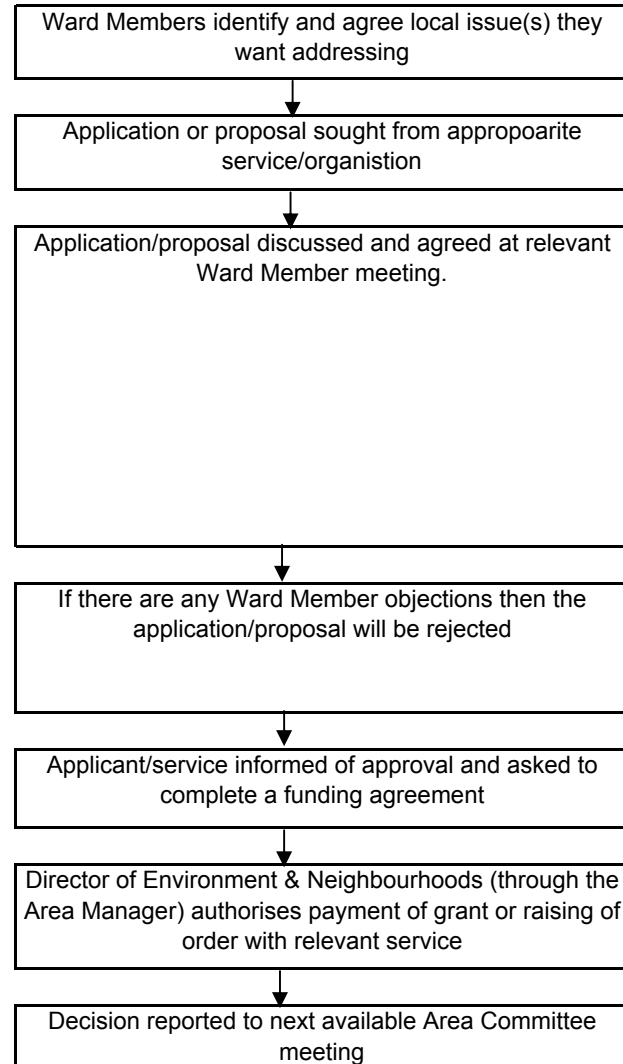 Ward Members identify and agree local issue(s) they
want addressing
Application or proposal sought from appropoarite
service/organistion
Application/proposal discussed and agreed at relevant
Ward Member meeting.
If there are any Ward Member objections then the
application/proposal will be rejected
Applicant/service informed of approval and asked to
complete a funding agreement
Director of Environment & Neighbourhoods (through the
Area Manager) authorises payment of grant or raising of
order with relevant service
Decision reported to next available Area Committee
meeting